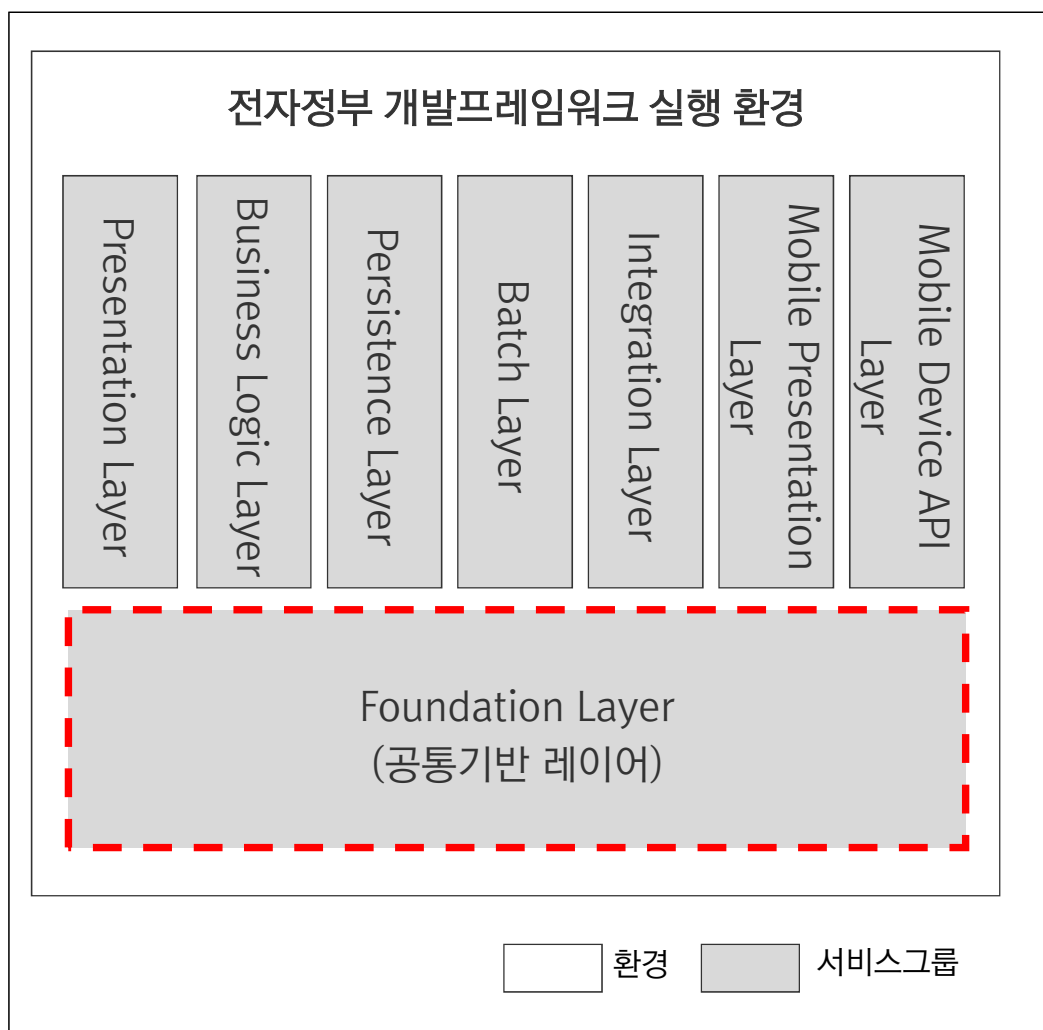 전자정부 개발프레임워크 실행 환경
Presentation Layer
Business Logic Layer
Persistence Layer
Batch Layer
Integration Layer
Mobile Presentation
Layer
Mobile Device API
Layer
Foundation Layer
(공통기반 레이어)
환경
서비스그룹